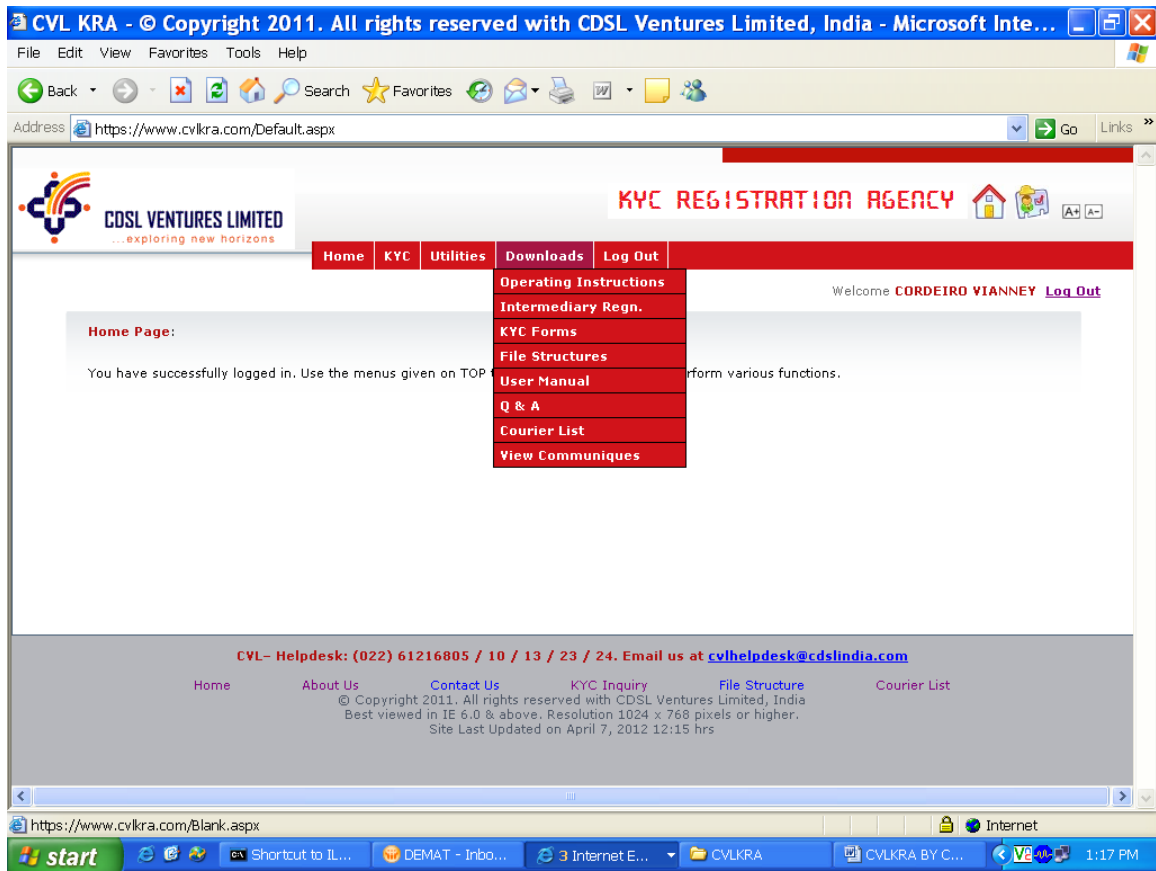 CVL KRA - © Copyright 2011. All rights reserved with CDSL Ventures Limited, India - Microsoft Inte...
File Edit View Favorites Tools Help
Back Search Favorites
Address https://www.cvlkra.com/Default.aspx Go Links »
CDSL VENTURES LIMITED
...exploring new horizons
KYC REGISTRATION AGENCY A+ A-
Home KYC Utilities Downloads Log Out
Operating Instructions
Intermediary Regn.
KYC Forms
File Structures
User Manual
Q & A
Courier List
View Communiques
Welcome CORDEIRO VIANNEY Log Out
Home Page:
You have successfully logged in. Use the menus given on TOP rform various functions.
CVL– Helpdesk: (022) 61216805 / 10 / 13 / 23 / 24. Email us at cvlhelpdesk@cdslindia.com
Home About Us Contact Us KYC Inquiry File Structure Courier List
© Copyright 2011. All rights reserved with CDSL Ventures Limited, India
Best viewed in IE 6.0 & above. Resolution 1024 x 768 pixels or higher.
Site Last Updated on April 7, 2012 12:15 hrs
https://www.cvlkra.com/Blank.aspx Internet
start Shortcut to IL... DEMAT - Inbo... 3 Internet E... CVLKRA CVLKRA BY C... 1:17 PM